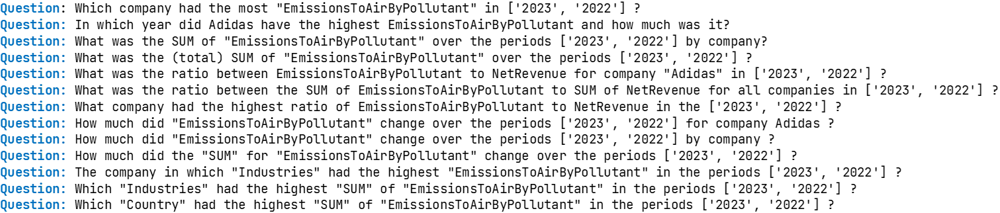 Question: Which company had the most "EmissionsToAirByPollutant" in ['2023', '2022'] ?
Question: In which year did Adidas have the highest EmissionsToAirByPollutant and how much was it?
Question: What was the SUM of "EmissionsToAirByPollutant" over the periods ['2023', '2022'] by company?
Question: What was the (total) SUM of "EmissionsToAirByPollutant" over the periods ['2023', '2022'] ?
Question: What was the ratio between EmissionsToAirByPollutant to NetRevenue for company "Adidas" in ['2023', '2022'] ?
Question: What was the ratio between the SUM of EmissionsToAirByPollutant to SUM of NetRevenue for all companies in ['2023', '2022'] ?
Question: What company had the highest ratio of EmissionsToAirByPollutant to NetRevenue in the ['2023', '2022'] ?
Question: How much did "EmissionsToAirByPollutant" change over the periods ['2023', '2022'] for company Adidas ?
Question: How much did "EmissionsToAirByPollutant" change over the periods ['2023', '2022'] by company ?
Question: How much did the "SUM" for "EmissionsToAirByPollutant" change over the periods ['2023', '2022'] ?
Question: The company in which "Industries" had the highest "EmissionsToAirByPollutant" in the periods ['2023', '2022'] ?
Question: Which "Industries" had the highest "SUM" of "EmissionsToAirByPollutant" in the periods ['2023', '2022'] ?
Question: Which "Country" had the highest "SUM" of "EmissionsToAirByPollutant" in the periods ['2023', '2022'] ?